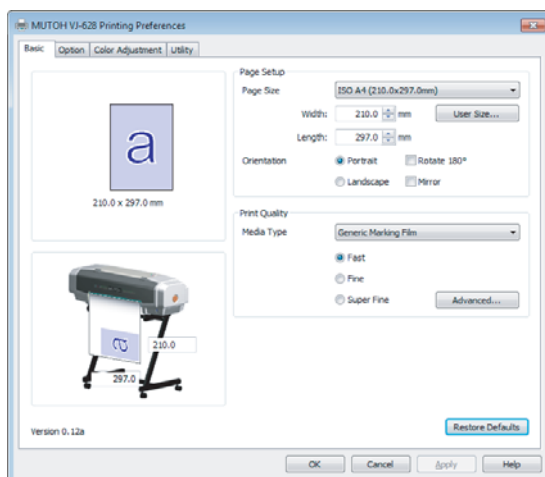 MUTOH VJ-628 Printing Preferences
Basic Option Color Adjustment Utility
a
210.0 x 297.0 mm
Page Setup
Page Size ISO A4 (210.0x297.0mm)
Width: 210.0 mm User Size...
Length: 297.0 mm
Orientation Portrait Rotate 180°
Landscape Mirror
Print Quality
Media Type Generic Marking Film
Fast
Fine
Super Fine Advanced...
a
210.0
297.0
Version 0.12a
Restore Defaults
OK Cancel Apply Help